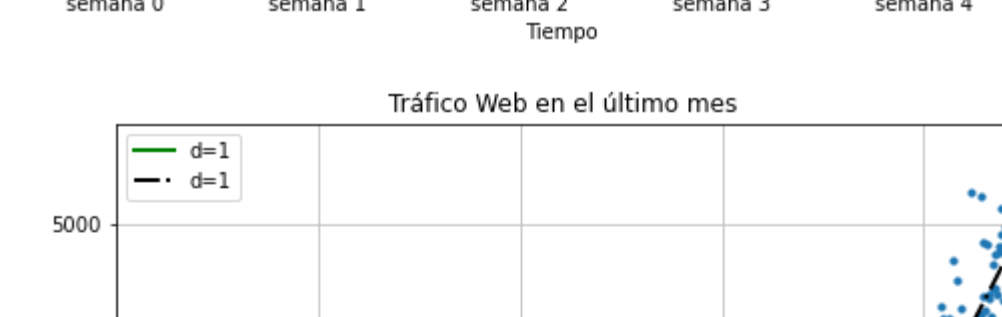 semana 0 semana 1 semana 2 semana 3 semana 4
Tiempo
Tráfico Web en el último mes
d=1
d=1
5000